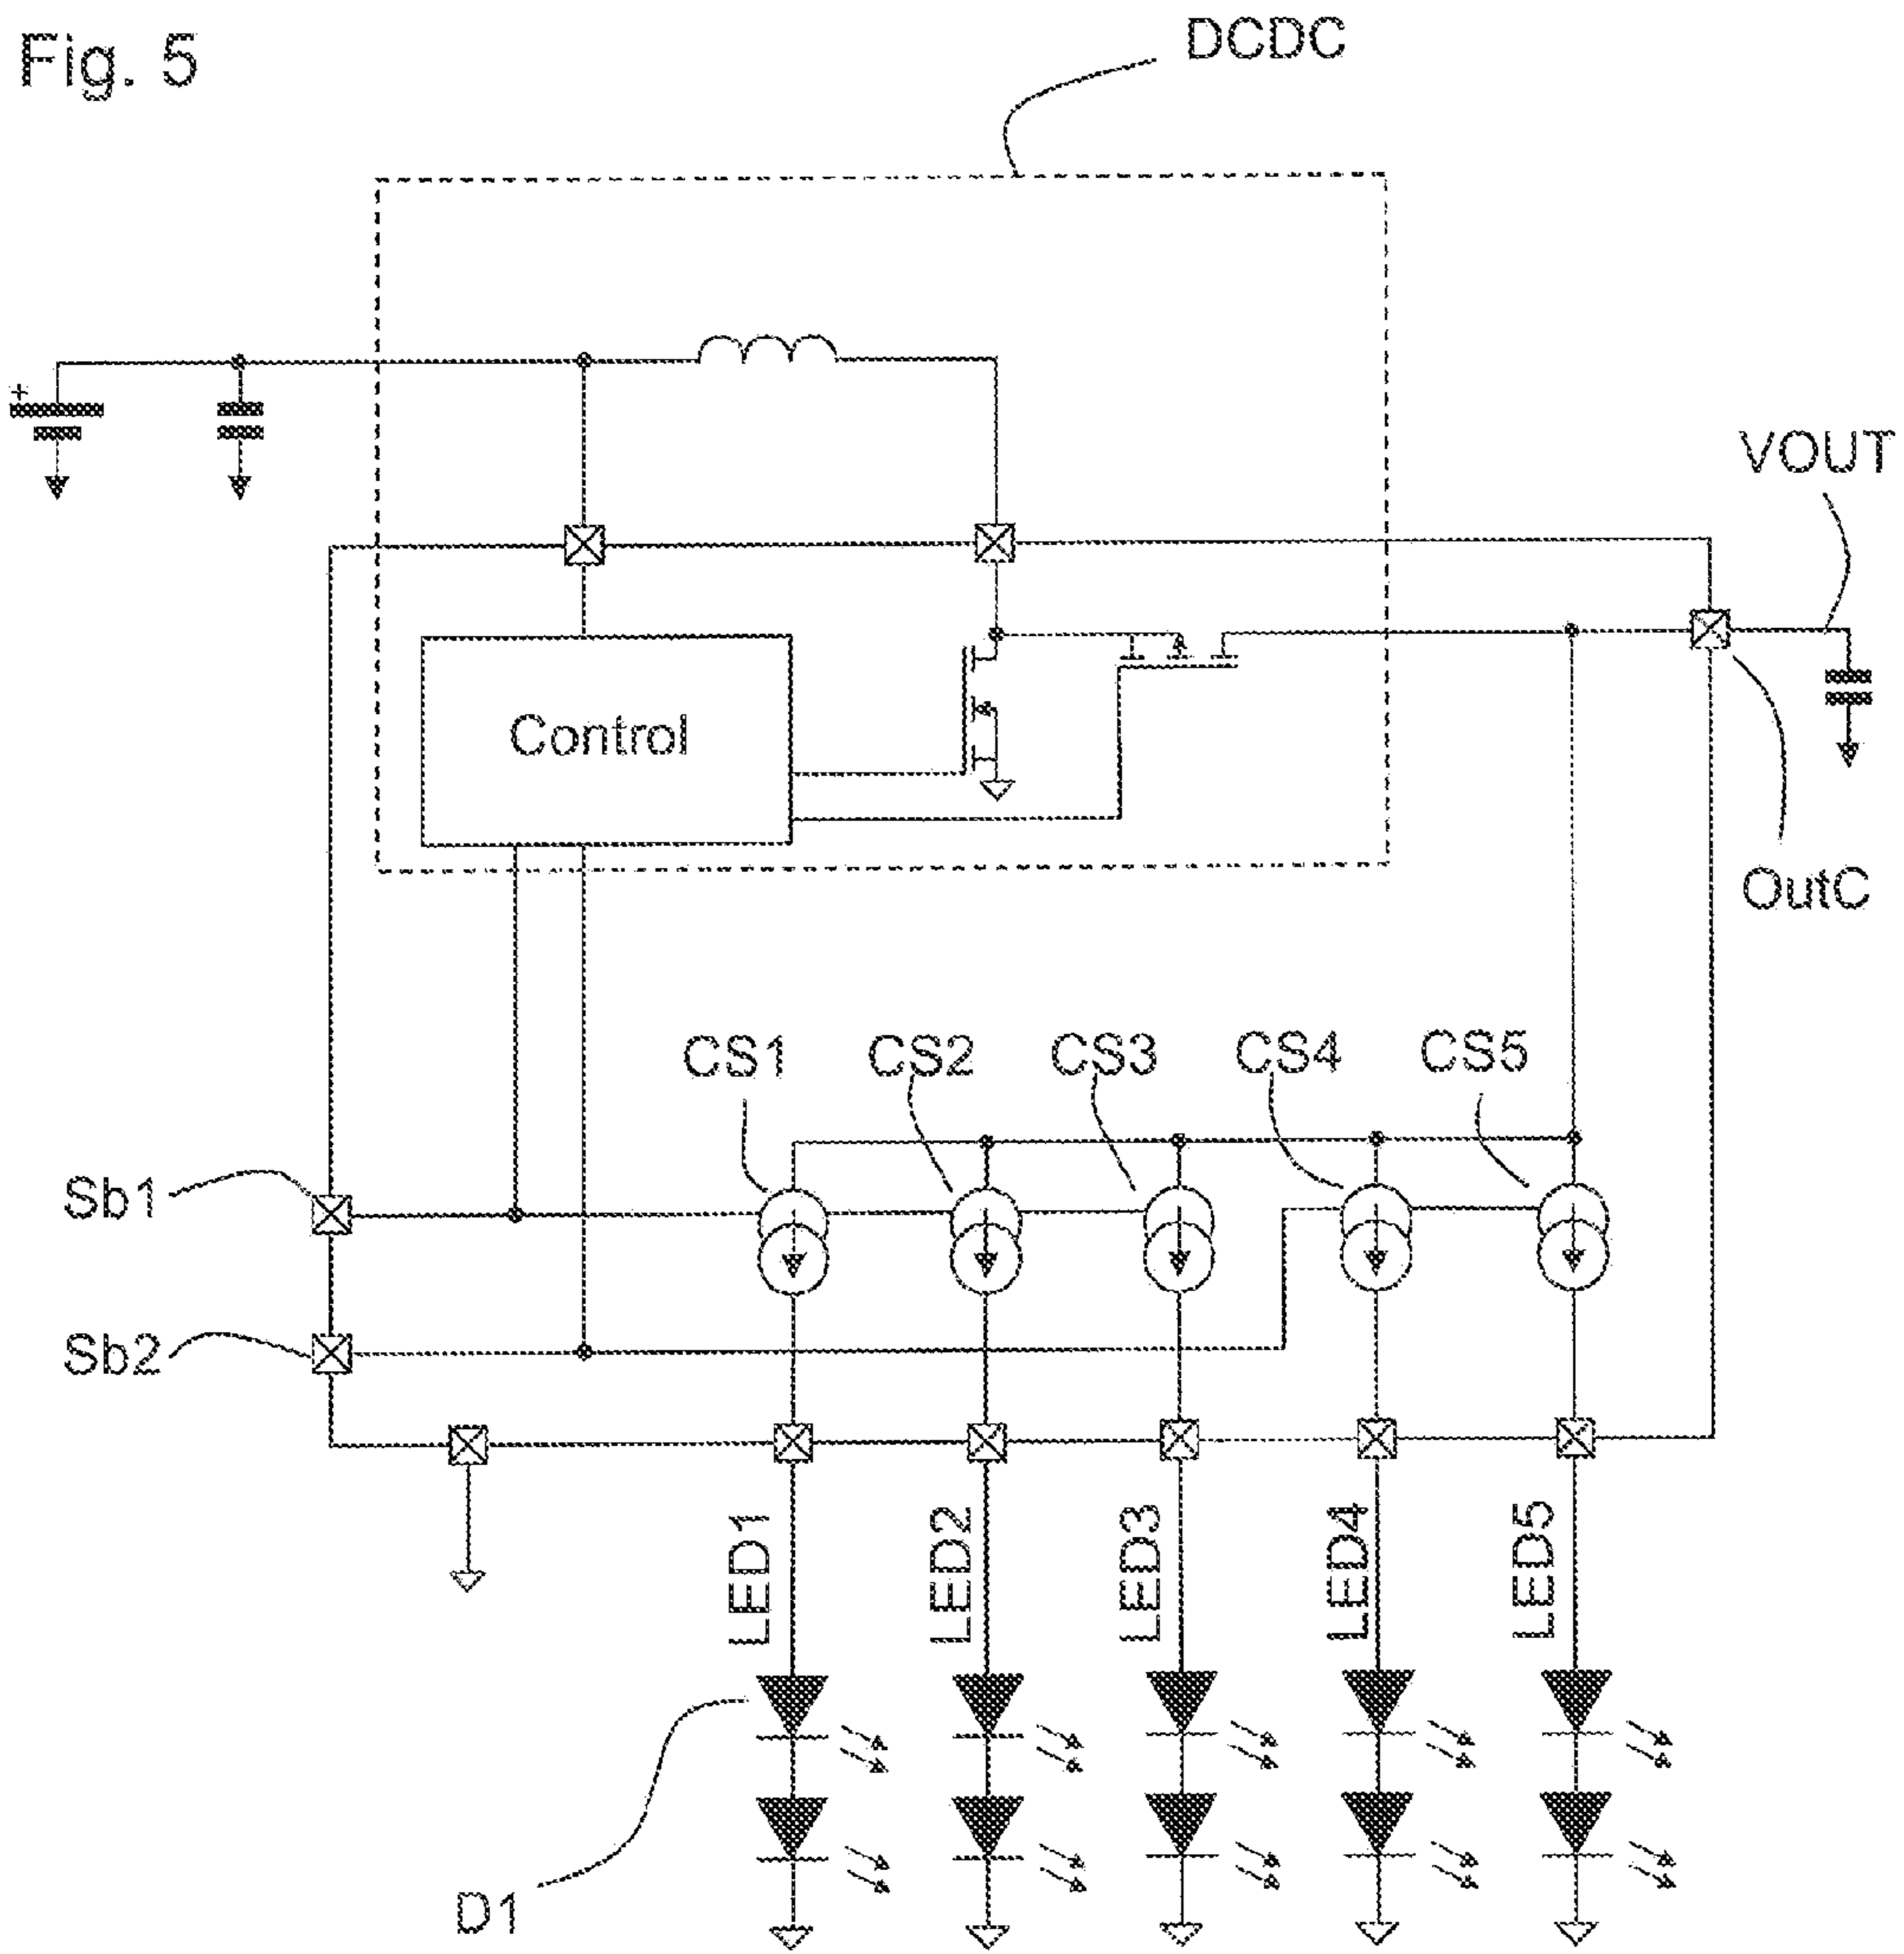 Fig. 5
DCDC
+
VOUT
Control
OutC
CS1
CS2
CS3
CS4
CS5
Sb1
Sb2
LED1
LED2
LED3
LED4
LED5
D1